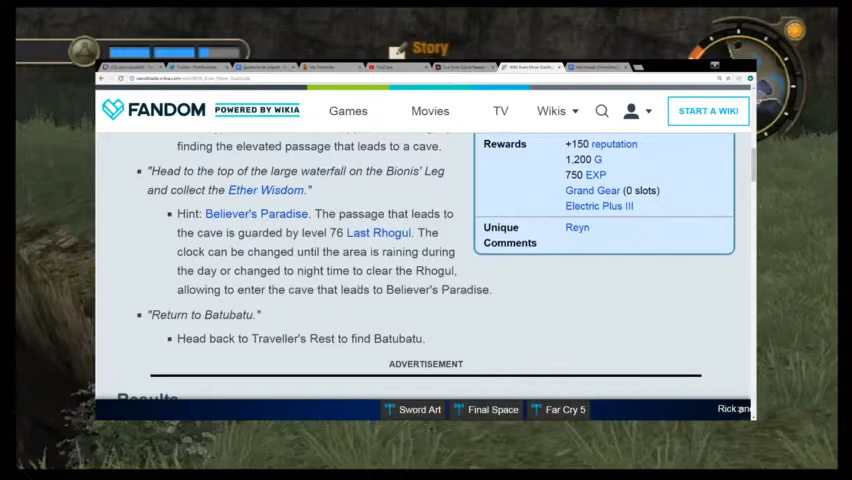 Story
YouTube
FANDOM
POWERED BY WIKIA
Games
Movies
TV
Wikis
START A WIKI
finding the elevated passage that leads to a cave.
"Head to the top of the large waterfall on the Bionis' Leg
and collect the Ether Wisdom."
Hint: Believer's Paradise. The passage that leads to
the cave is guarded by level 76 Last Rhogul. The
clock can be changed until the area is raining during
the day or changed to night time to clear the Rhogul,
allowing to enter the cave that leads to Believer's Paradise.
"Return to Batubatu."
Head back to Traveller's Rest to find Batubatu.
Rewards
+150 reputation
1,200 G
750 EXP
Grand Gear (0 slots)
Electric Plus III
Unique
Comments
Reyn
ADVERTISEMENT
Results
Sword Art
Final Space
Far Cry 5
Rick and